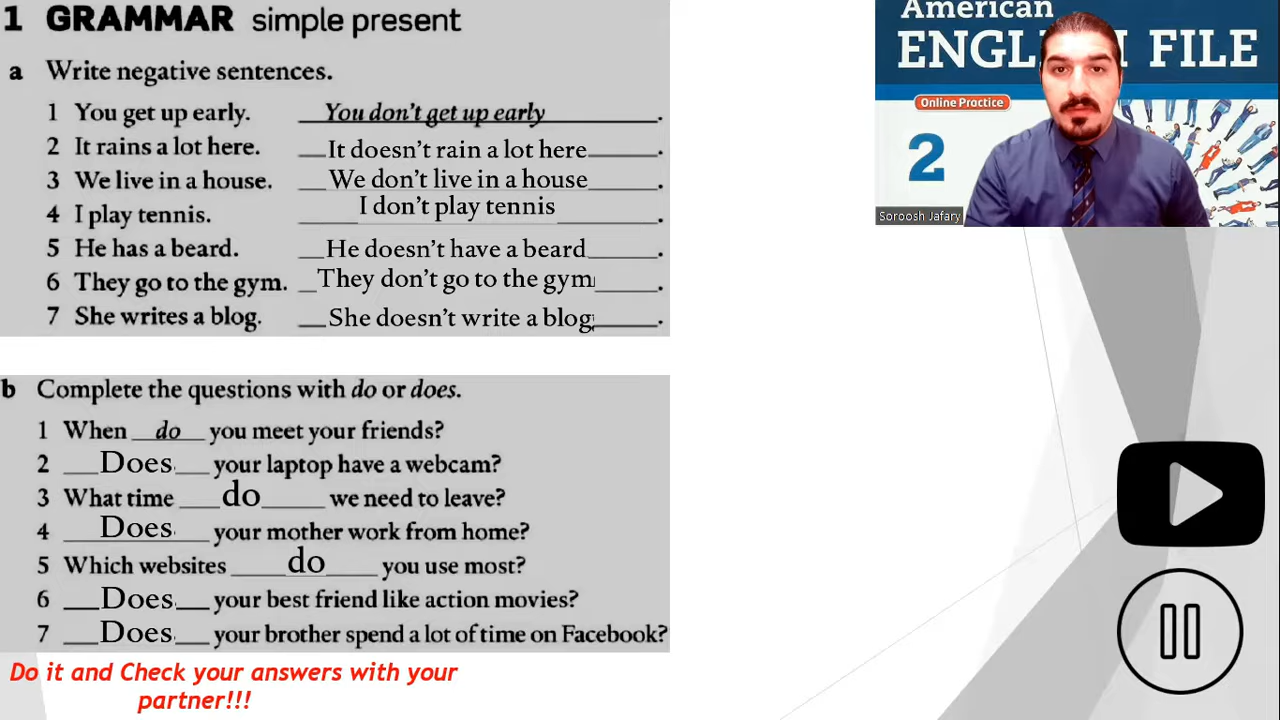 1 GRAMMAR simple present
a Write negative sentences.
1 You get up early. You don't get up early.
2 It rains a lot here. It doesn't rain a lot here.
3 We live in a house. We don't live in a house.
4 I play tennis. I don't play tennis.
5 He has a beard. He doesn't have a beard.
6 They go to the gym. They don't go to the gym.
7 She writes a blog. She doesn't write a blog.
b Complete the questions with do or does.
1 When do you meet your friends?
2 Does your laptop have a webcam?
3 What time do we need to leave?
4 Does your mother work from home?
5 Which websites do you use most?
6 Does your best friend like action movies?
7 Does your brother spend a lot of time on Facebook?
Do it and Check your answers with your
partner!!!
American
ENGL FILE
Online Practice
2
Soroosh Jafary